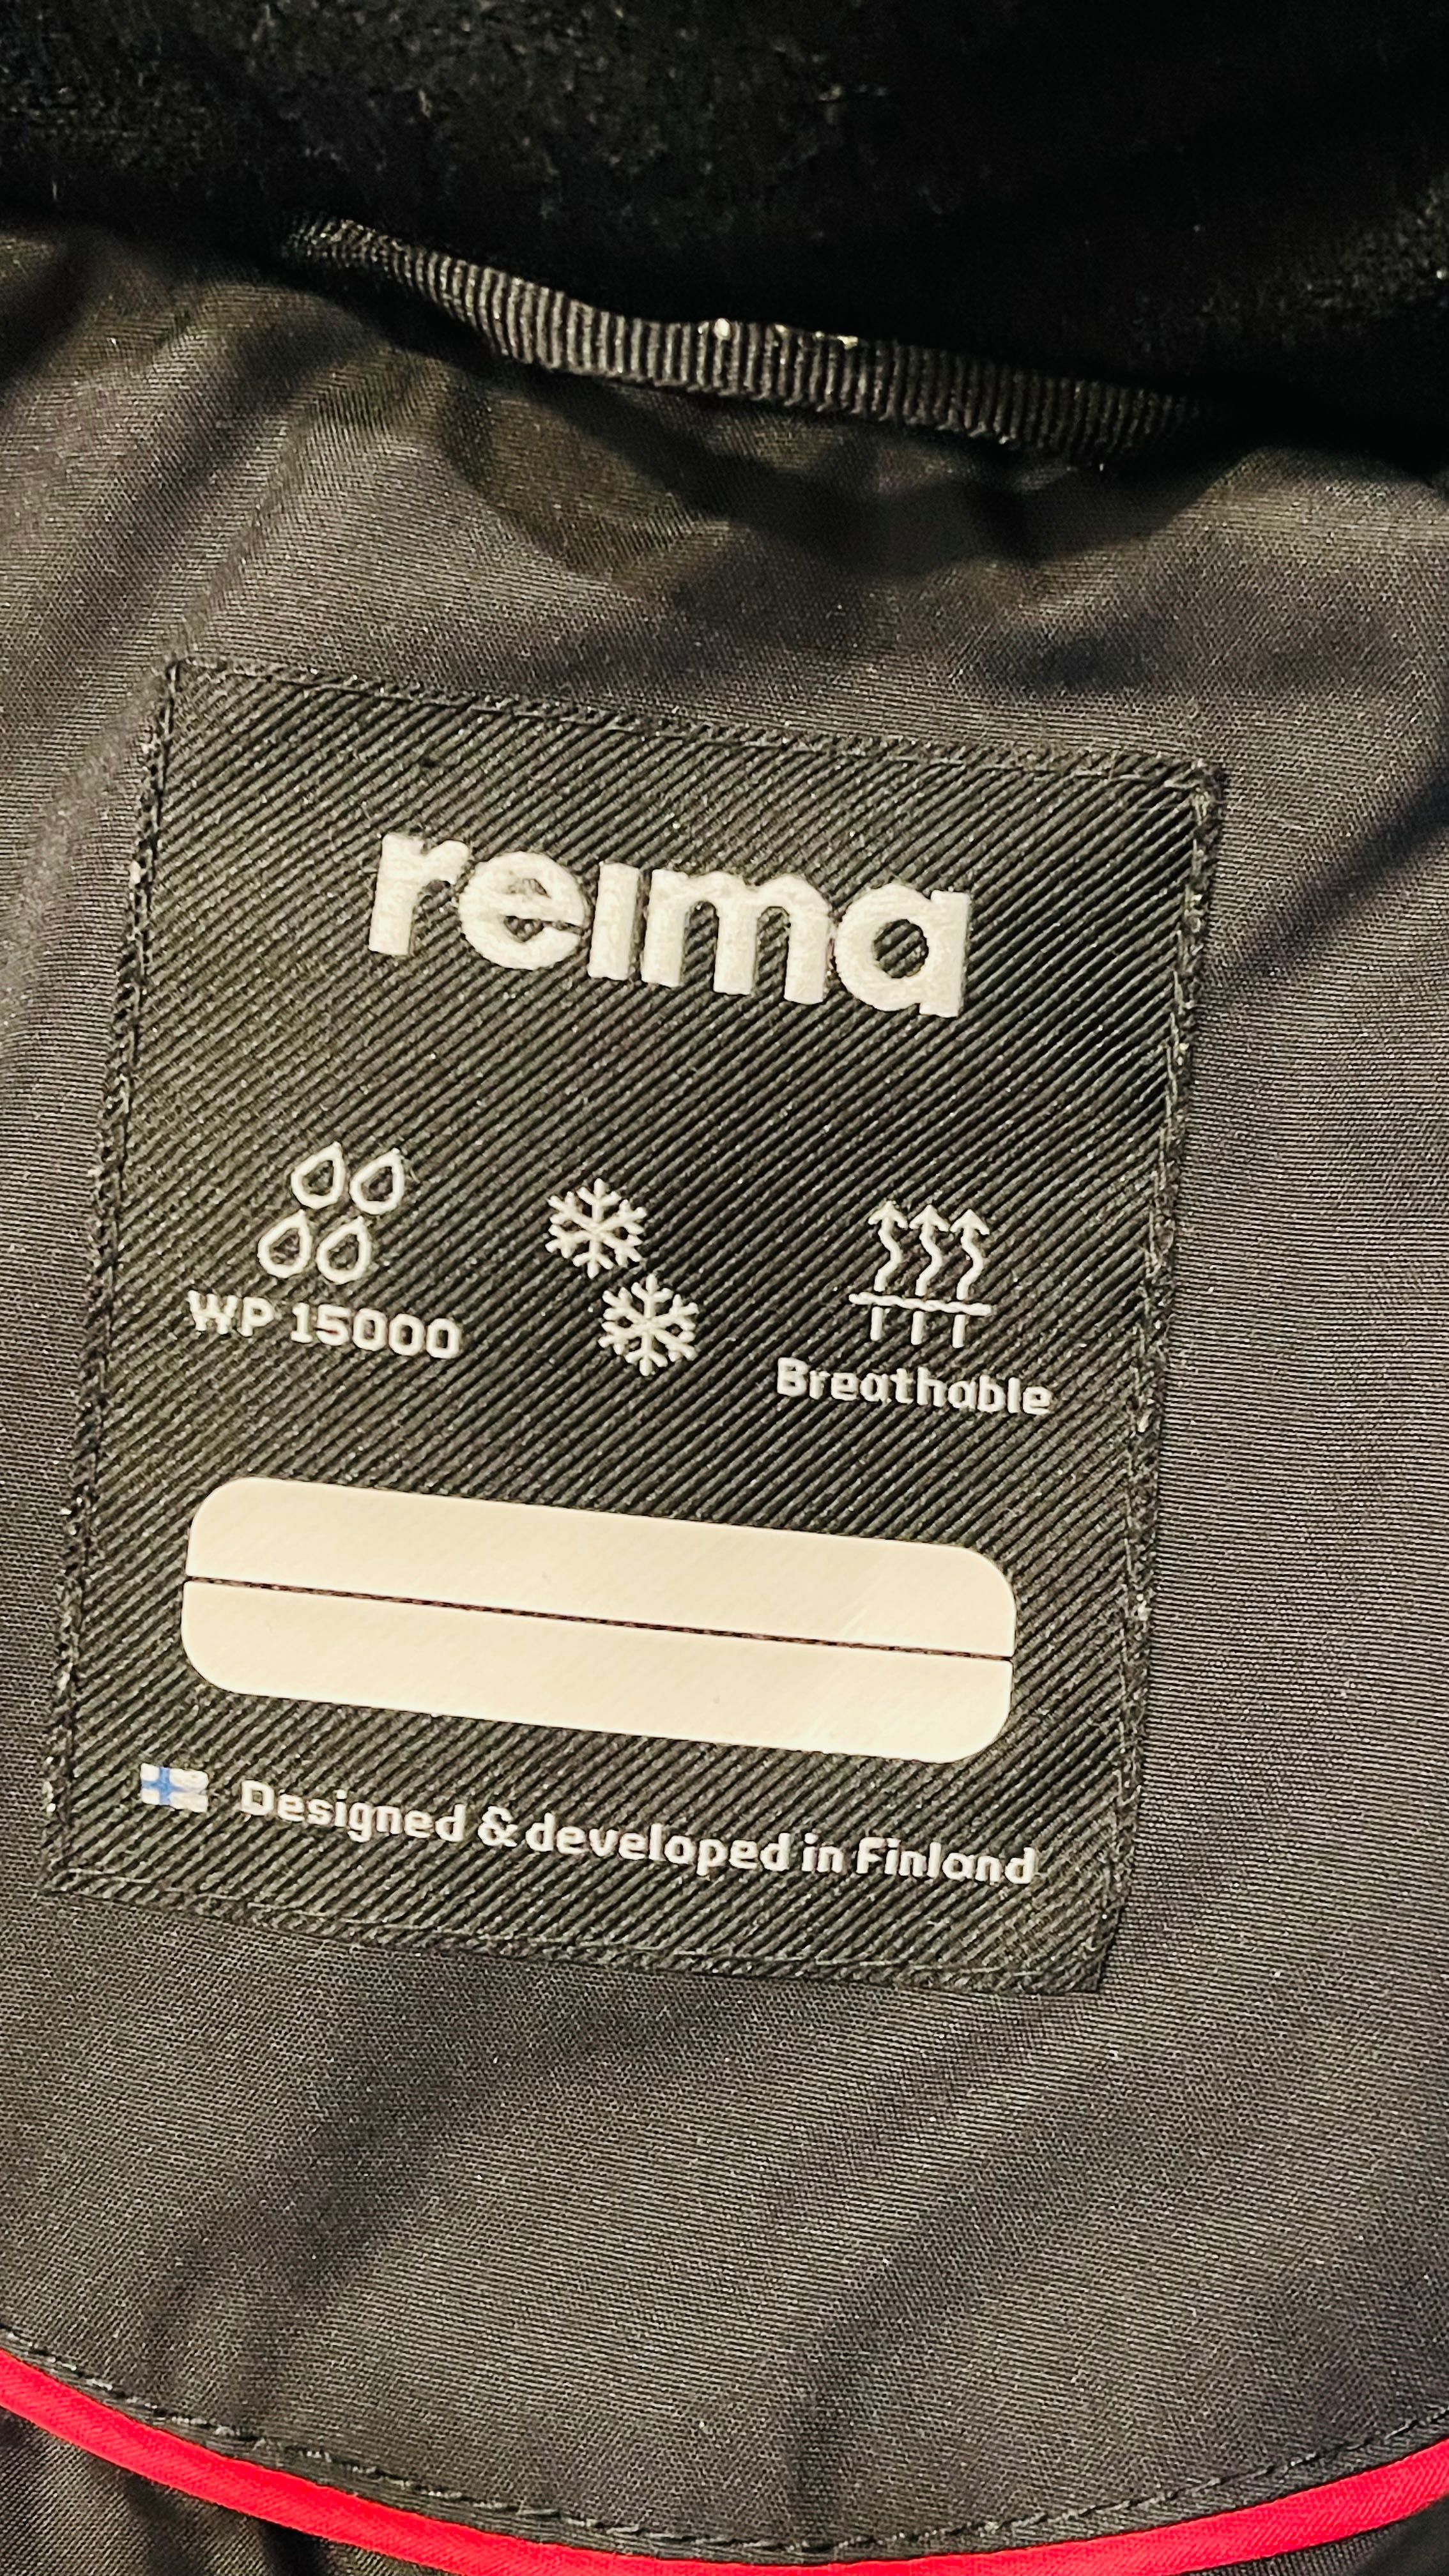 reima
WP 15000
Breathable
Designed & developed in Finland